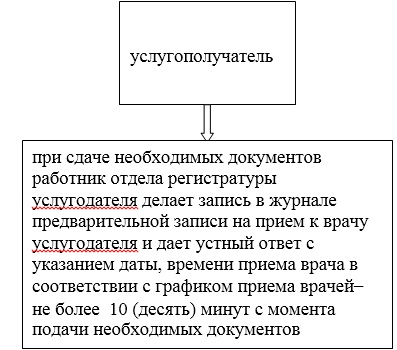 услугополучатель
при сдаче необходимых документов
работник отдела регистратуры
услугодателя делает запись в журнале
предварительной записи на прием к врачу
услугодателя и дает устный ответ с
указанием даты, времени приема врача в
соответствии с графиком приема врачей–
не более 10 (десять) минут с момента
подачи необходимых документов